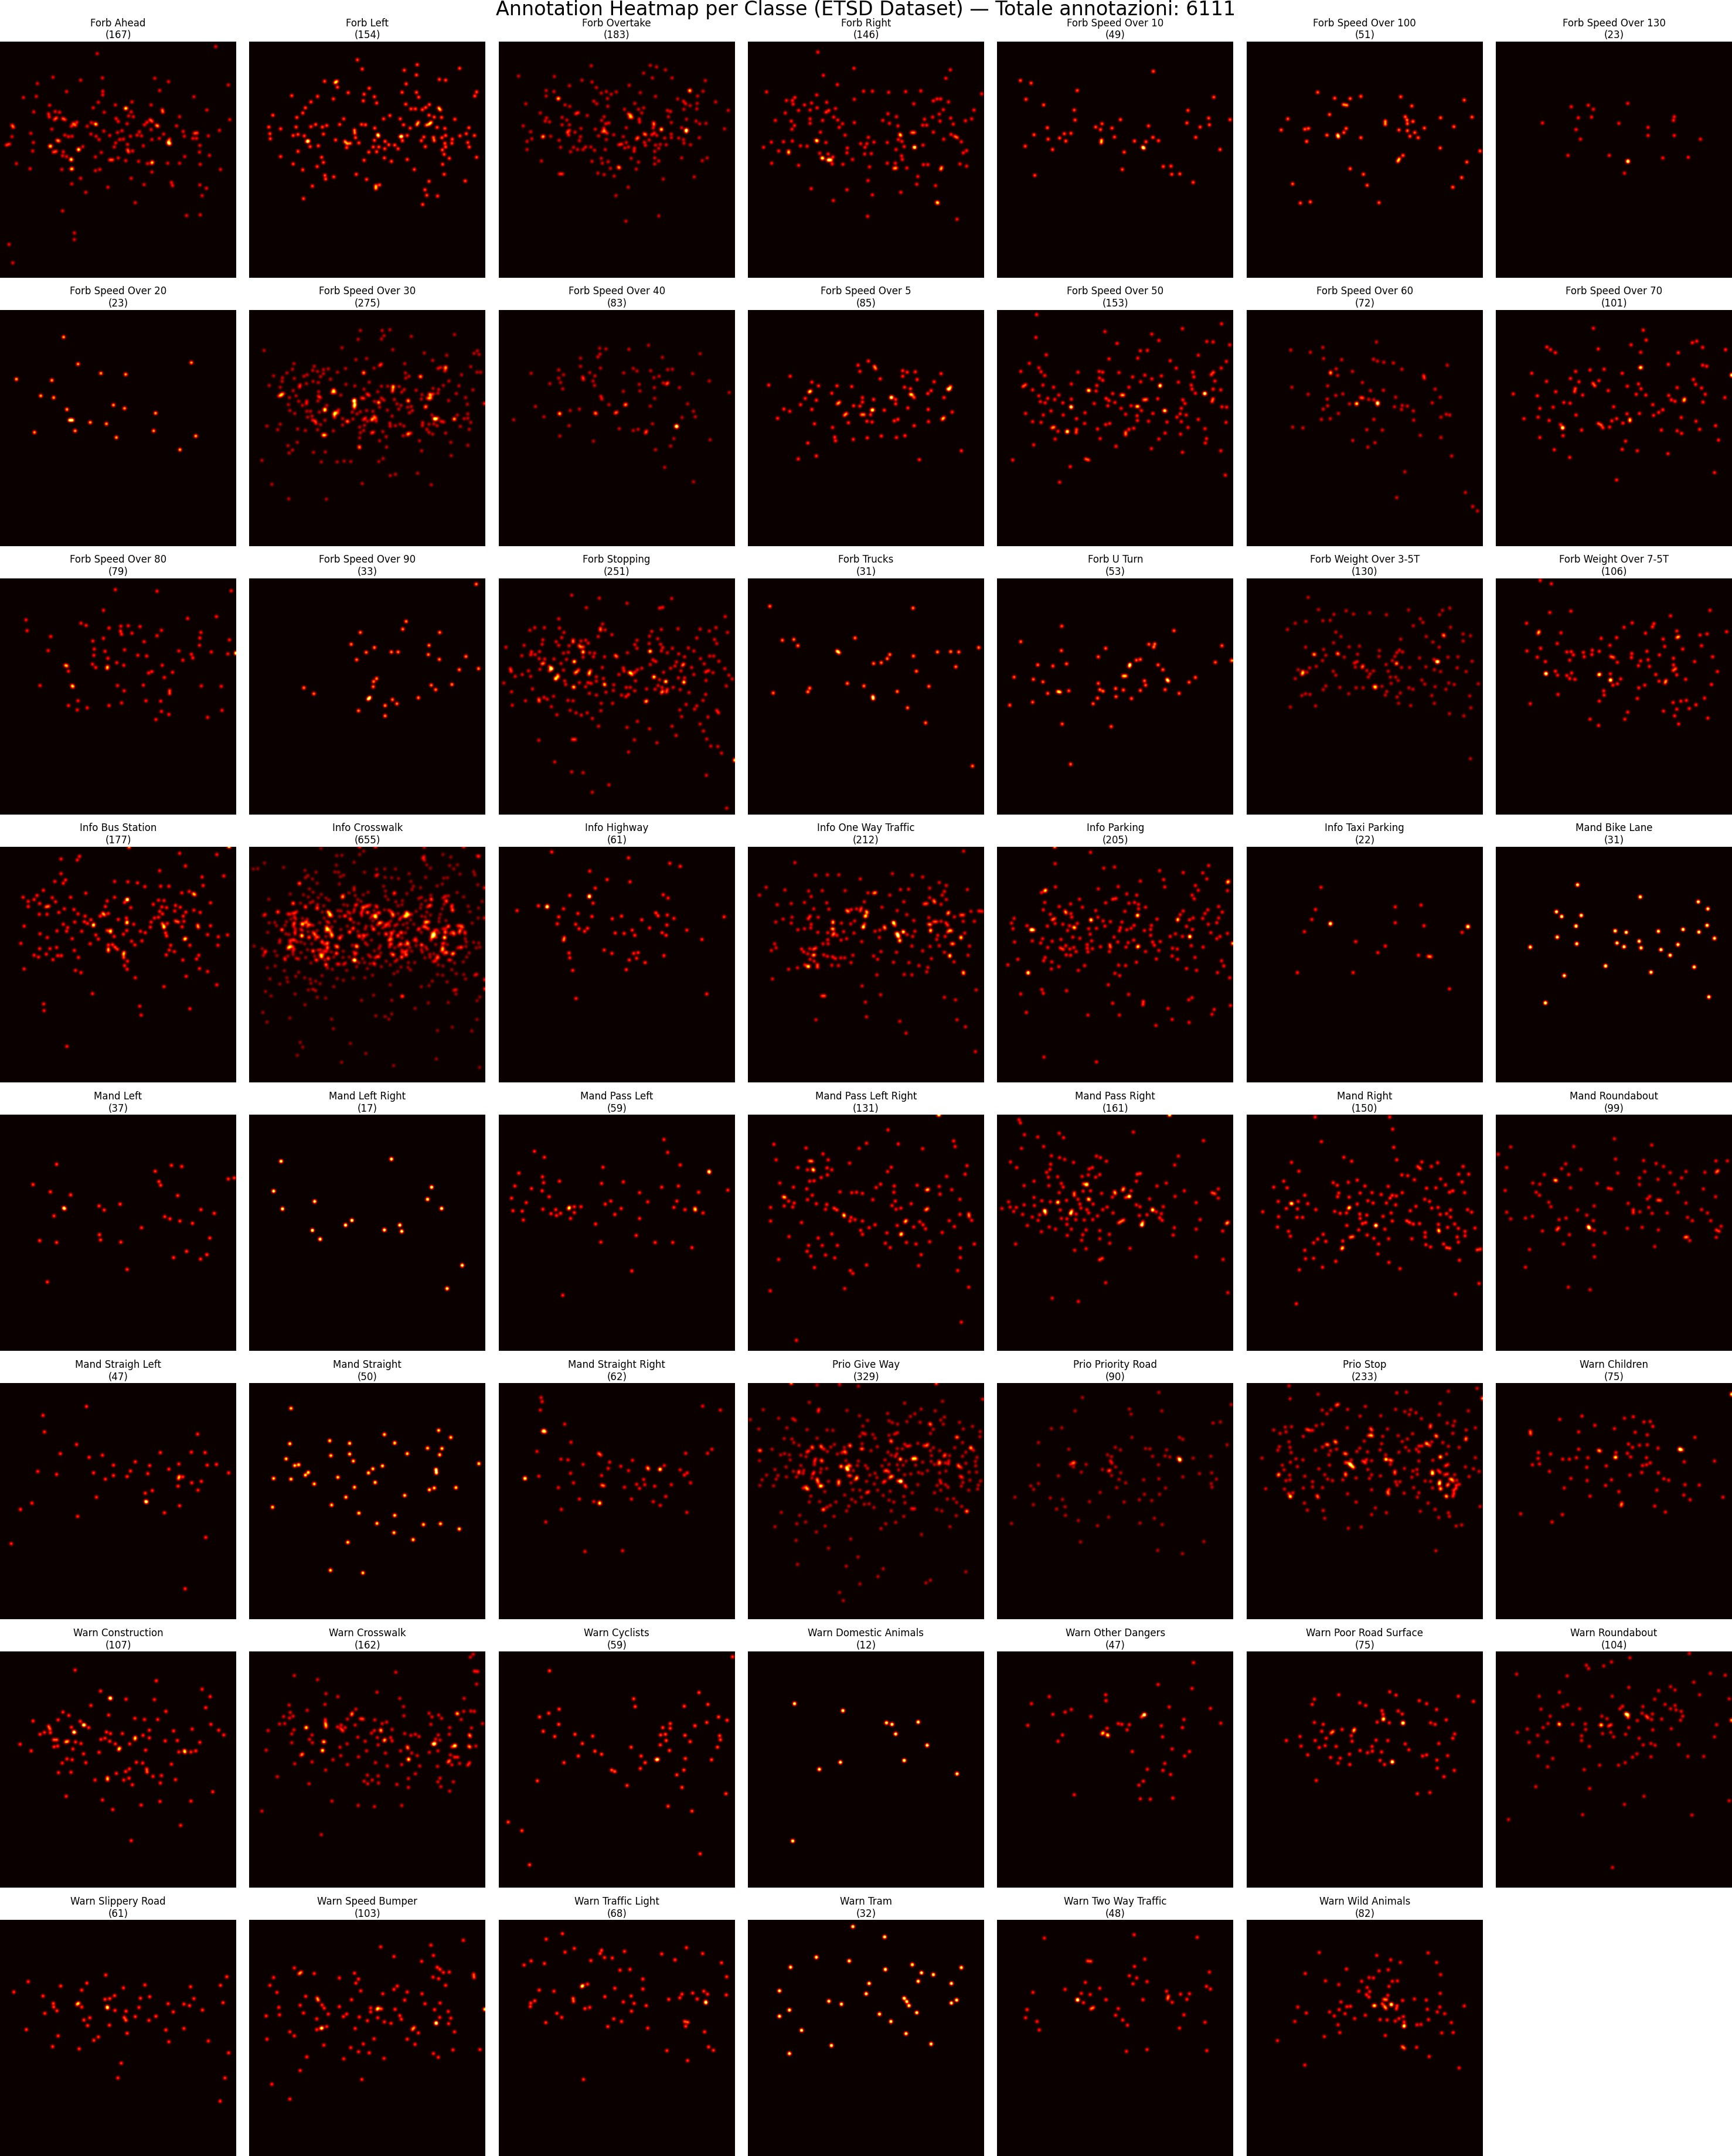 Annotation Heatmap per Classe (ETSD Dataset) — Totale annotazioni: 6111
Forb Ahead
(167)
Forb Left
(154)
Forb Overtake
(183)
Forb Right
(146)
Forb Speed Over 10
(49)
Forb Speed Over 100
(51)
Forb Speed Over 130
(23)
Forb Speed Over 20
(23)
Forb Speed Over 30
(275)
Forb Speed Over 40
(83)
Forb Speed Over 5
(85)
Forb Speed Over 50
(153)
Forb Speed Over 60
(72)
Forb Speed Over 70
(101)
Forb Speed Over 80
(79)
Forb Speed Over 90
(33)
Forb Stopping
(251)
Forb Trucks
(31)
Forb U Turn
(53)
Forb Weight Over 3-5T
(130)
Forb Weight Over 7-5T
(106)
Info Bus Station
(177)
Info Crosswalk
(655)
Info Highway
(61)
Info One Way Traffic
(212)
Info Parking
(205)
Info Taxi Parking
(22)
Mand Bike Lane
(31)
Mand Left
(37)
Mand Left Right
(17)
Mand Pass Left
(59)
Mand Pass Left Right
(131)
Mand Pass Right
(161)
Mand Right
(150)
Mand Roundabout
(99)
Mand Straigh Left
(47)
Mand Straight
(50)
Mand Straight Right
(62)
Prio Give Way
(329)
Prio Priority Road
(90)
Prio Stop
(233)
Warn Children
(75)
Warn Construction
(107)
Warn Crosswalk
(162)
Warn Cyclists
(59)
Warn Domestic Animals
(12)
Warn Other Dangers
(47)
Warn Poor Road Surface
(75)
Warn Roundabout
(104)
Warn Slippery Road
(61)
Warn Speed Bumper
(103)
Warn Traffic Light
(68)
Warn Tram
(32)
Warn Two Way Traffic
(48)
Warn Wild Animals
(82)